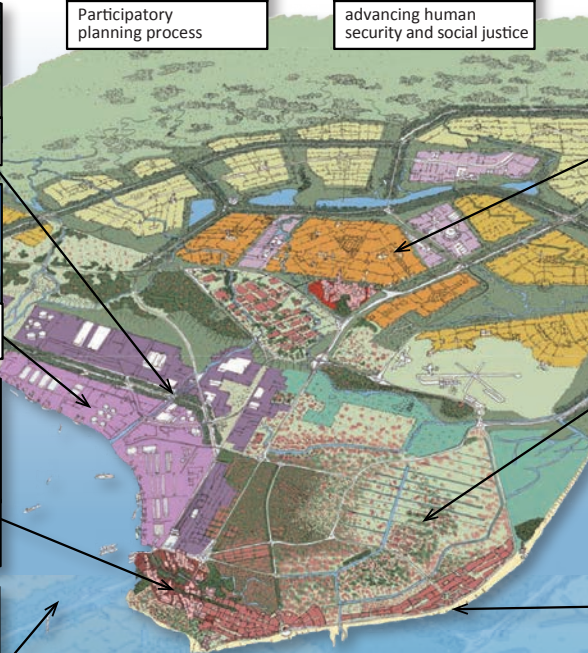 Participatory
planning process
advancing human
security and social justice